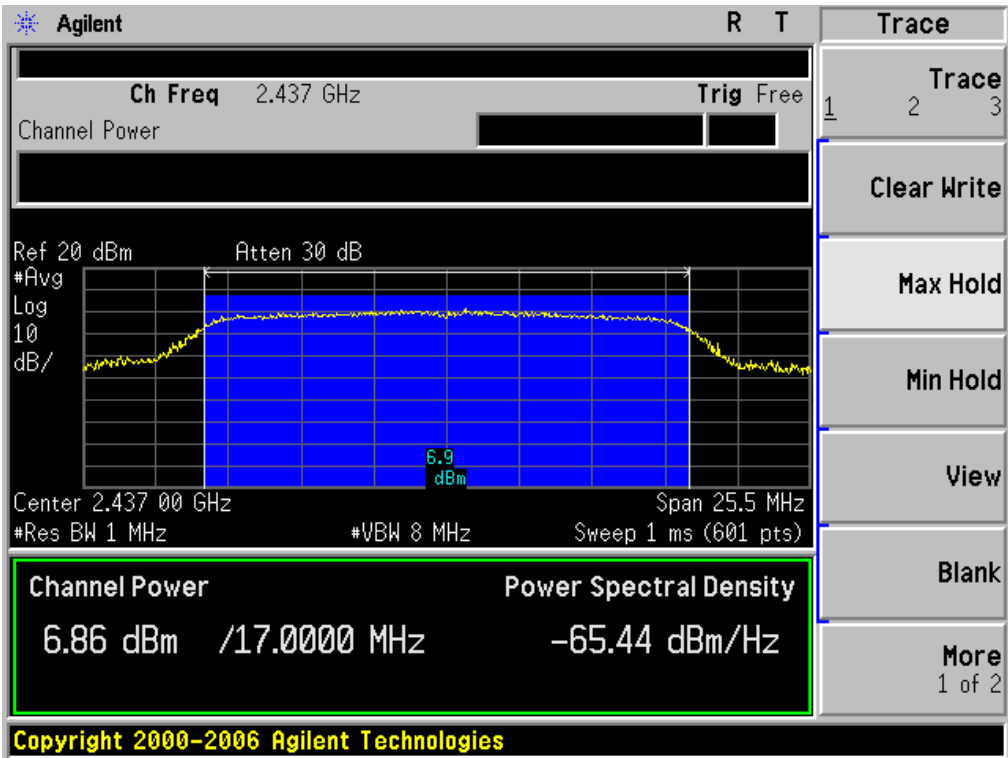 Agilent R T
Ch Freq 2.437 GHz Trig Free
Channel Power
Ref 20 dBm Atten 30 dB
#Avg
Log
10
dB/
6.9
dBm
Center 2.437 00 GHz Span 25.5 MHz
#Res BW 1 MHz #VBW 8 MHz Sweep 1 ms (601 pts)
Channel Power Power Spectral Density
6.86 dBm /17.0000 MHz -65.44 dBm/Hz
Copyright 2000-2006 Agilent Technologies
Trace
Trace
1 2 3
Clear Write
Max Hold
Min Hold
View
Blank
More
1 of 2